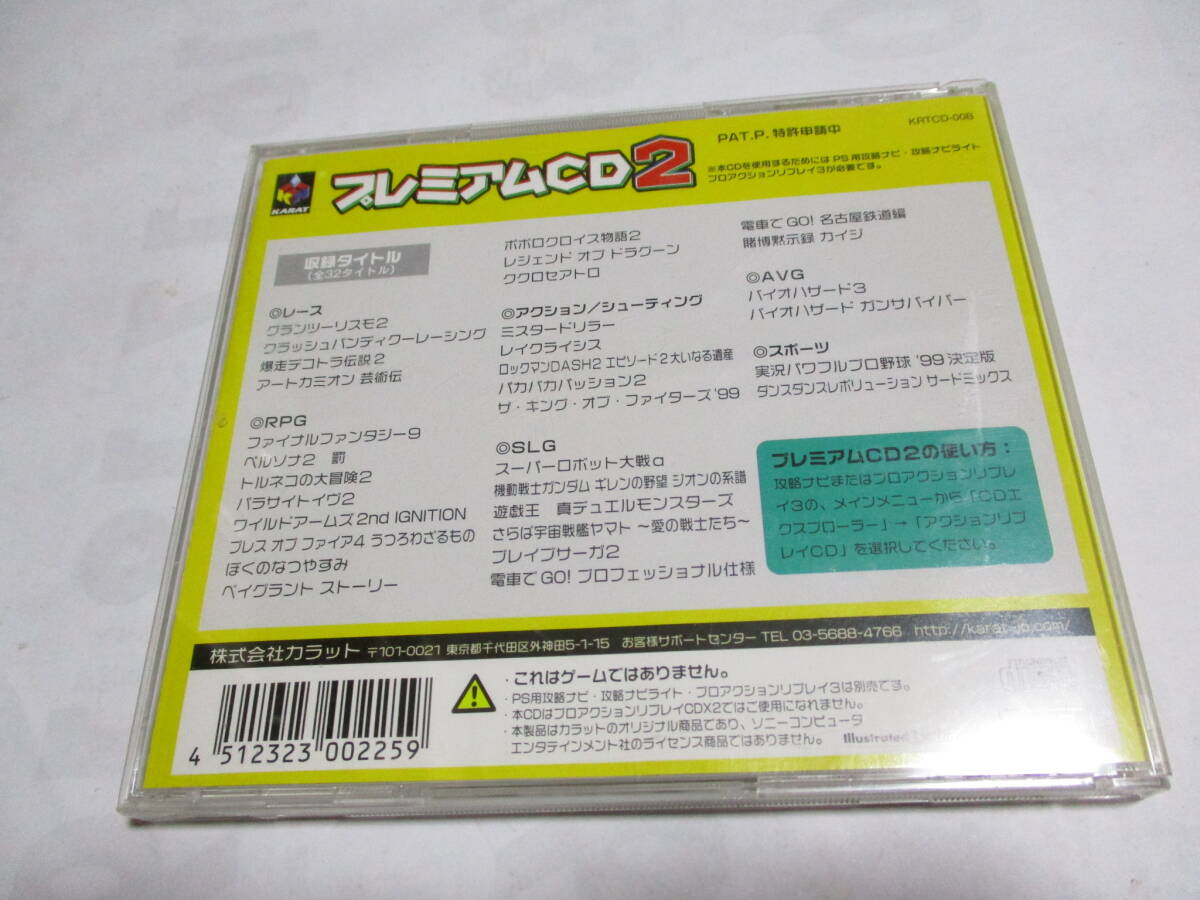 KARAT
プレミアムCD2
PAT.P. 特許申請中
KRTCD-00B
※本CDを使用するためには PS用攻略ナビ・攻略ナビライト
プロアクションリプレイ3が必要です。
収録タイトル
(全32タイトル)
◎レース
グランツーリスモ2
クラッシュバンディクーレーシング
爆走デコトラ伝説2
アートカミオン 芸術伝
◎RPG
ファイナルファンタジー9
ペルソナ2 罰
トルネコの大冒険2
パラサイトイヴ2
ワイルドアームズ 2nd IGNITION
ブレス オブ ファイア4 うつろわざるもの
ぼくのなつやすみ
ベイグラント ストーリー
ポポロクロイス物語2
レジェンド オブ ドラグーン
ククロセアトロ
◎アクション/シューティング
ミスタードリラー
レイクライシス
ロックマンDASH2 エピソード2 大いなる遺産
パカパカパッション2
ザ・キング・オブ・ファイターズ'99
◎SLG
スーパーロボット大戦α
機動戦士ガンダム ギレンの野望 ジオンの系譜
遊戯王 真デュエルモンスターズ
さらば宇宙戦艦ヤマト ～愛の戦士たち～
ブレイブサーガ2
電車でGO! プロフェッショナル仕様
電車でGO! 名古屋鉄道編
賭博黙示録 カイジ
◎AVG
バイオハザード3
バイオハザード ガンサバイバー
◎スポーツ
実況パワフルプロ野球 '99 決定版
ダンスダンスレボリューション サードミックス
プレミアムCD2の使い方:
攻略ナビまたはプロアクションリプレ
イ3の、メインメニューから「CDエ
クスプローラー」→「アクションリプ
レイCD」を選択してください。
株式会社カラット 〒101-0021 東京都千代田区外神田5-1-15 お客様サポートセンター TEL 03-5688-4766 http://karat-jp.com/
・これはゲームではありません。
・PS用攻略ナビ・攻略ナビライト・プロアクションリプレイ3は別売です。
・本CDはプロアクションリプレイCDX2ではご使用になれません。
・本製品はカラットのオリジナル商品であり、ソニーコンピュータ
エンタテインメント社のライセンス商品ではありません。 Illustrated
4 512323 002259